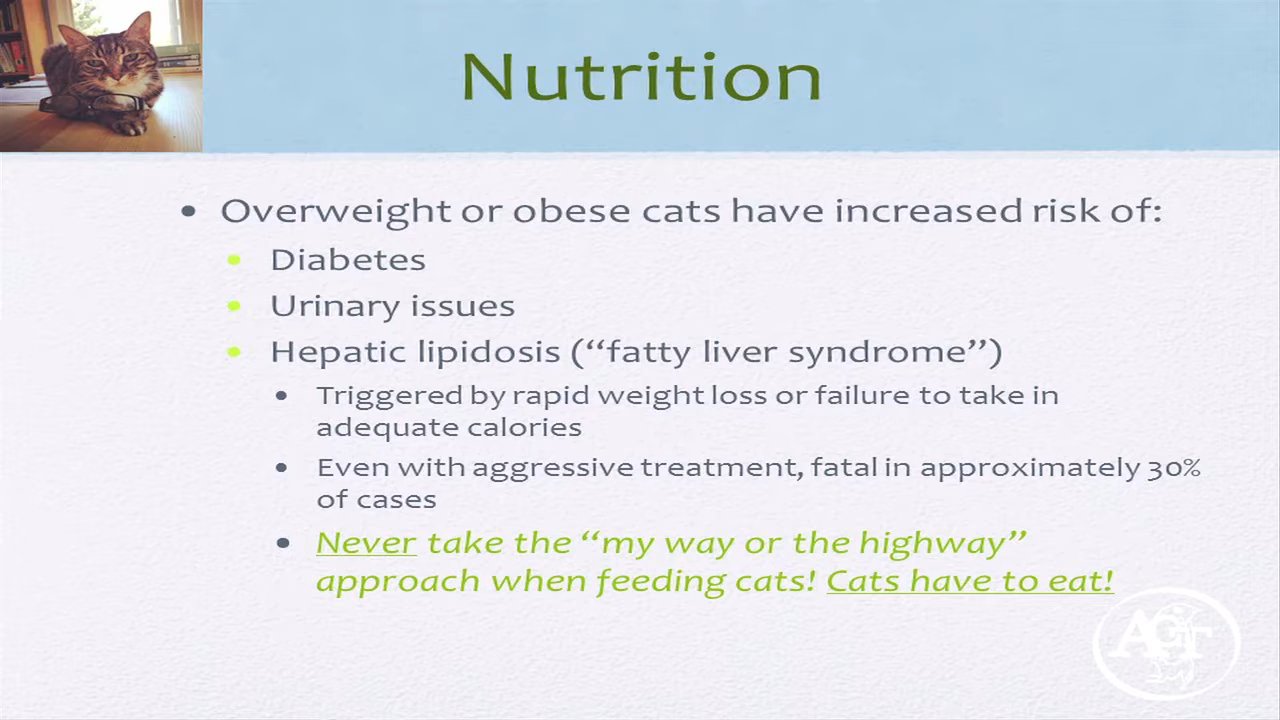 Nutrition
• Overweight or obese cats have increased risk of:
• Diabetes
• Urinary issues
• Hepatic lipidosis (“fatty liver syndrome”)
• Triggered by rapid weight loss or failure to take in
adequate calories
• Even with aggressive treatment, fatal in approximately 30%
of cases
• Never take the “my way or the highway”
approach when feeding cats! Cats have to eat!